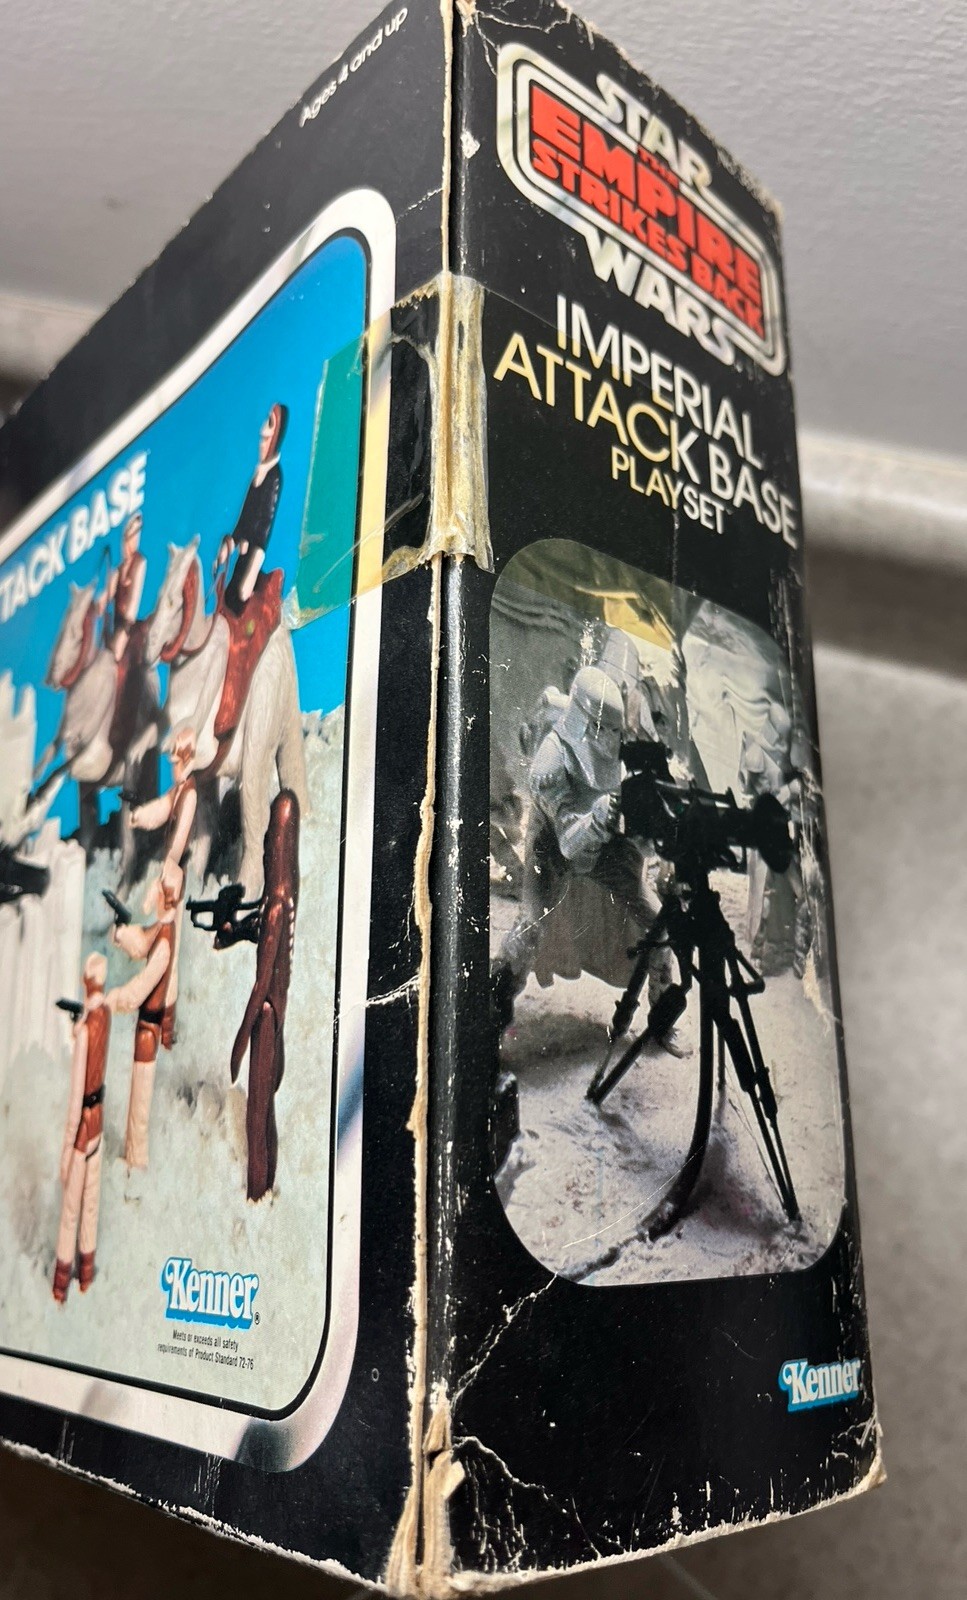 Ages 4 and up
TACK BASE
Kenner®
Meets or exceeds all safety
requirements of Product Standard 72-76
STAR
THE
EMPIRE
STRIKES BACK
WARS
IMPERIAL
ATTACK BASE
PLAYSET
Kenner